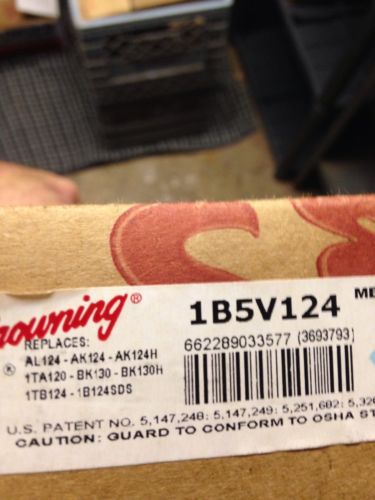 rowning® 1B5V124
REPLACES: 662289033577 (3693793)
AL124 - AK124 - AK124H
® 1TA120 - BK130 - BK130H
1TB124 - 1B124SDS
U.S. PATENT NO. 5,147,248; 5,147,249; 5,251,682;
CAUTION: GUARD TO CONFORM TO OSHA